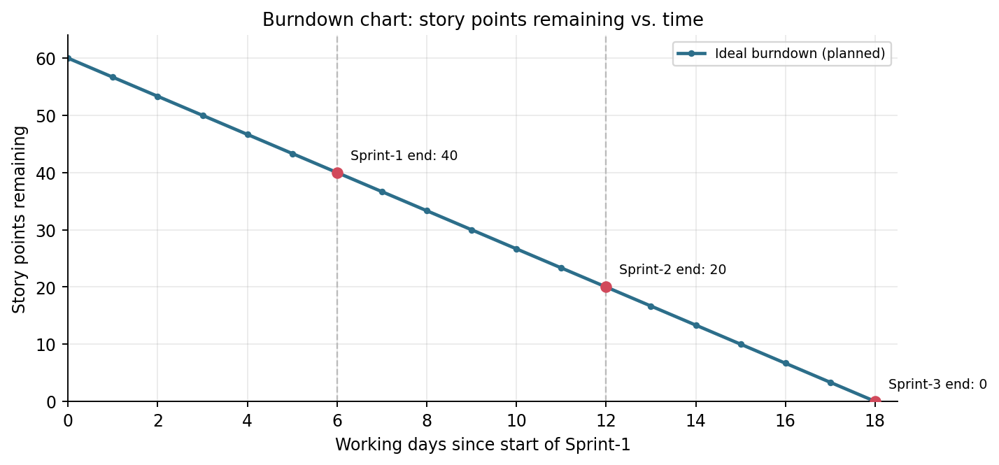 Burndown chart: story points remaining vs. time
Ideal burndown (planned)
Story points remaining
60
50
40
30
20
10
0
Sprint-1 end: 40
Sprint-2 end: 20
Sprint-3 end: 0
0 2 4 6 8 10 12 14 16 18
Working days since start of Sprint-1